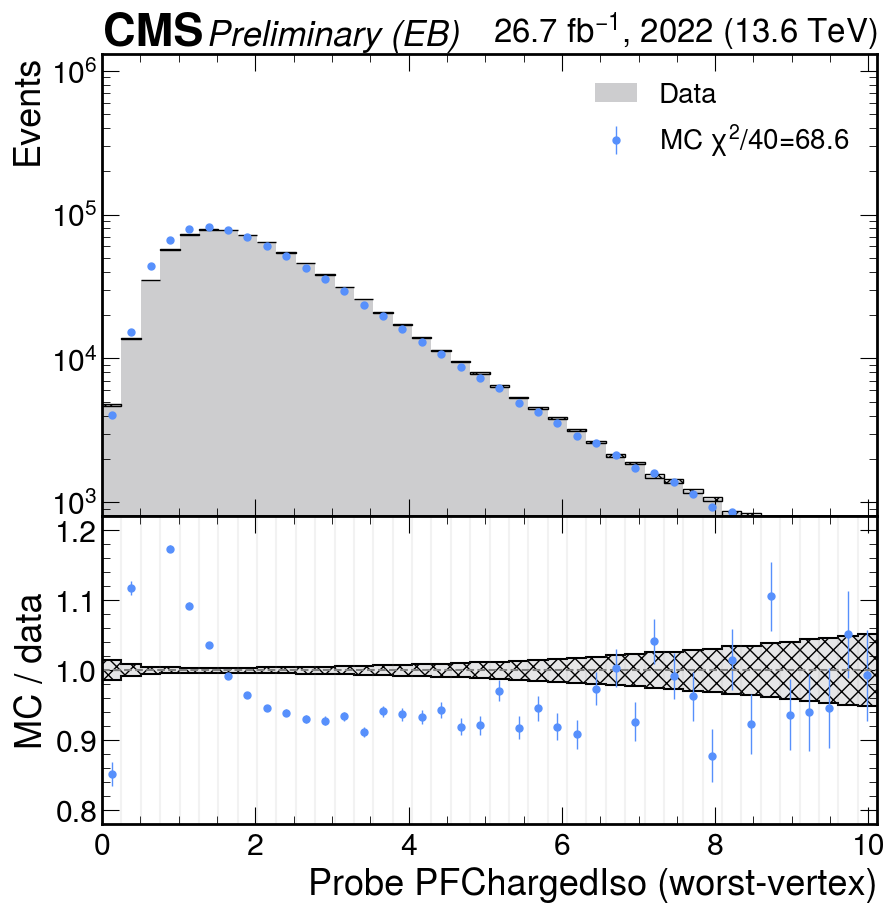 CMS Preliminary (EB) 26.7 fb⁻¹, 2022 (13.6 TeV)
Events
10⁶
10⁵
10⁴
10³
Data
MC χ²/40=68.6
MC / data
1.2
1.1
1.0
0.9
0.8
0 2 4 6 8 10
Probe PFChargedIso (worst-vertex)